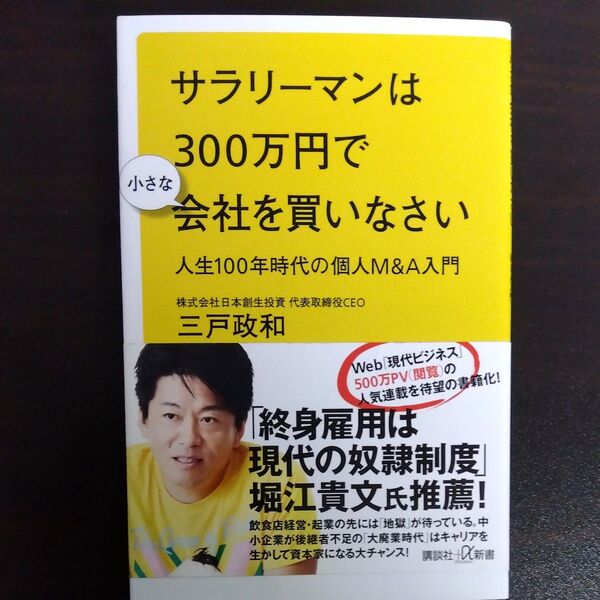 サラリーマンは
300万円で
小さな
会社を買いなさい
人生100年時代の個人M&A入門
株式会社日本創生投資 代表取締役CEO
三戸政和
Web「現代ビジネス」
500万PV(閲覧)の
人気連載を待望の書籍化!
「終身雇用は
現代の奴隷制度」
堀江貴文氏推薦!
飲食店経営・起業の先には「地獄」が待っている。中
小企業が後継者不足の「大廃業時代」はキャリアを
生かして資本家になる大チャンス!
講談社+α新書